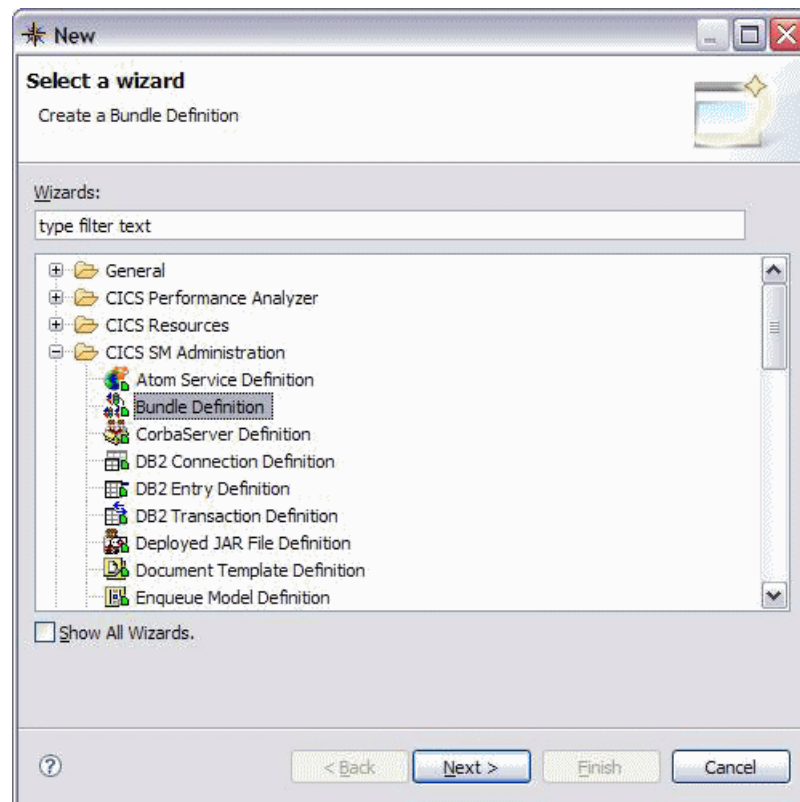 New
Select a wizard
Create a Bundle Definition
Wizards:
type filter text
General
CICS Performance Analyzer
CICS Resources
CICS SM Administration
Atom Service Definition
Bundle Definition
CorbaServer Definition
DB2 Connection Definition
DB2 Entry Definition
DB2 Transaction Definition
Deployed JAR File Definition
Document Template Definition
Enqueue Model Definition
Show All Wizards.
? < Back Next > Finish Cancel